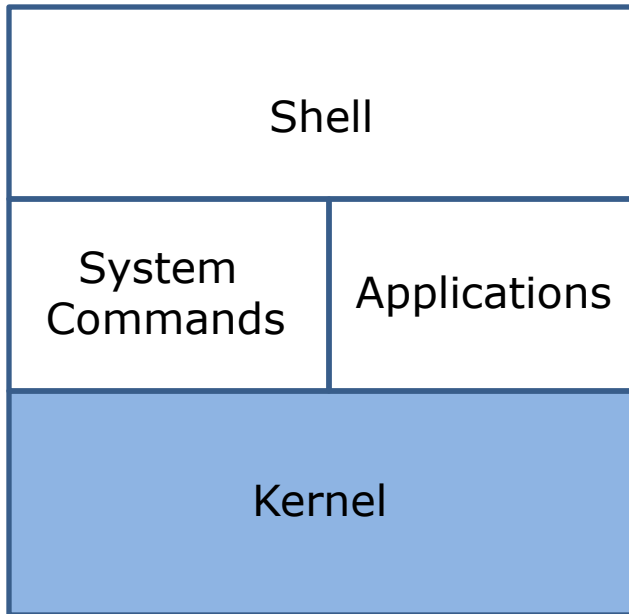 Shell
System
Commands
Applications
Kernel